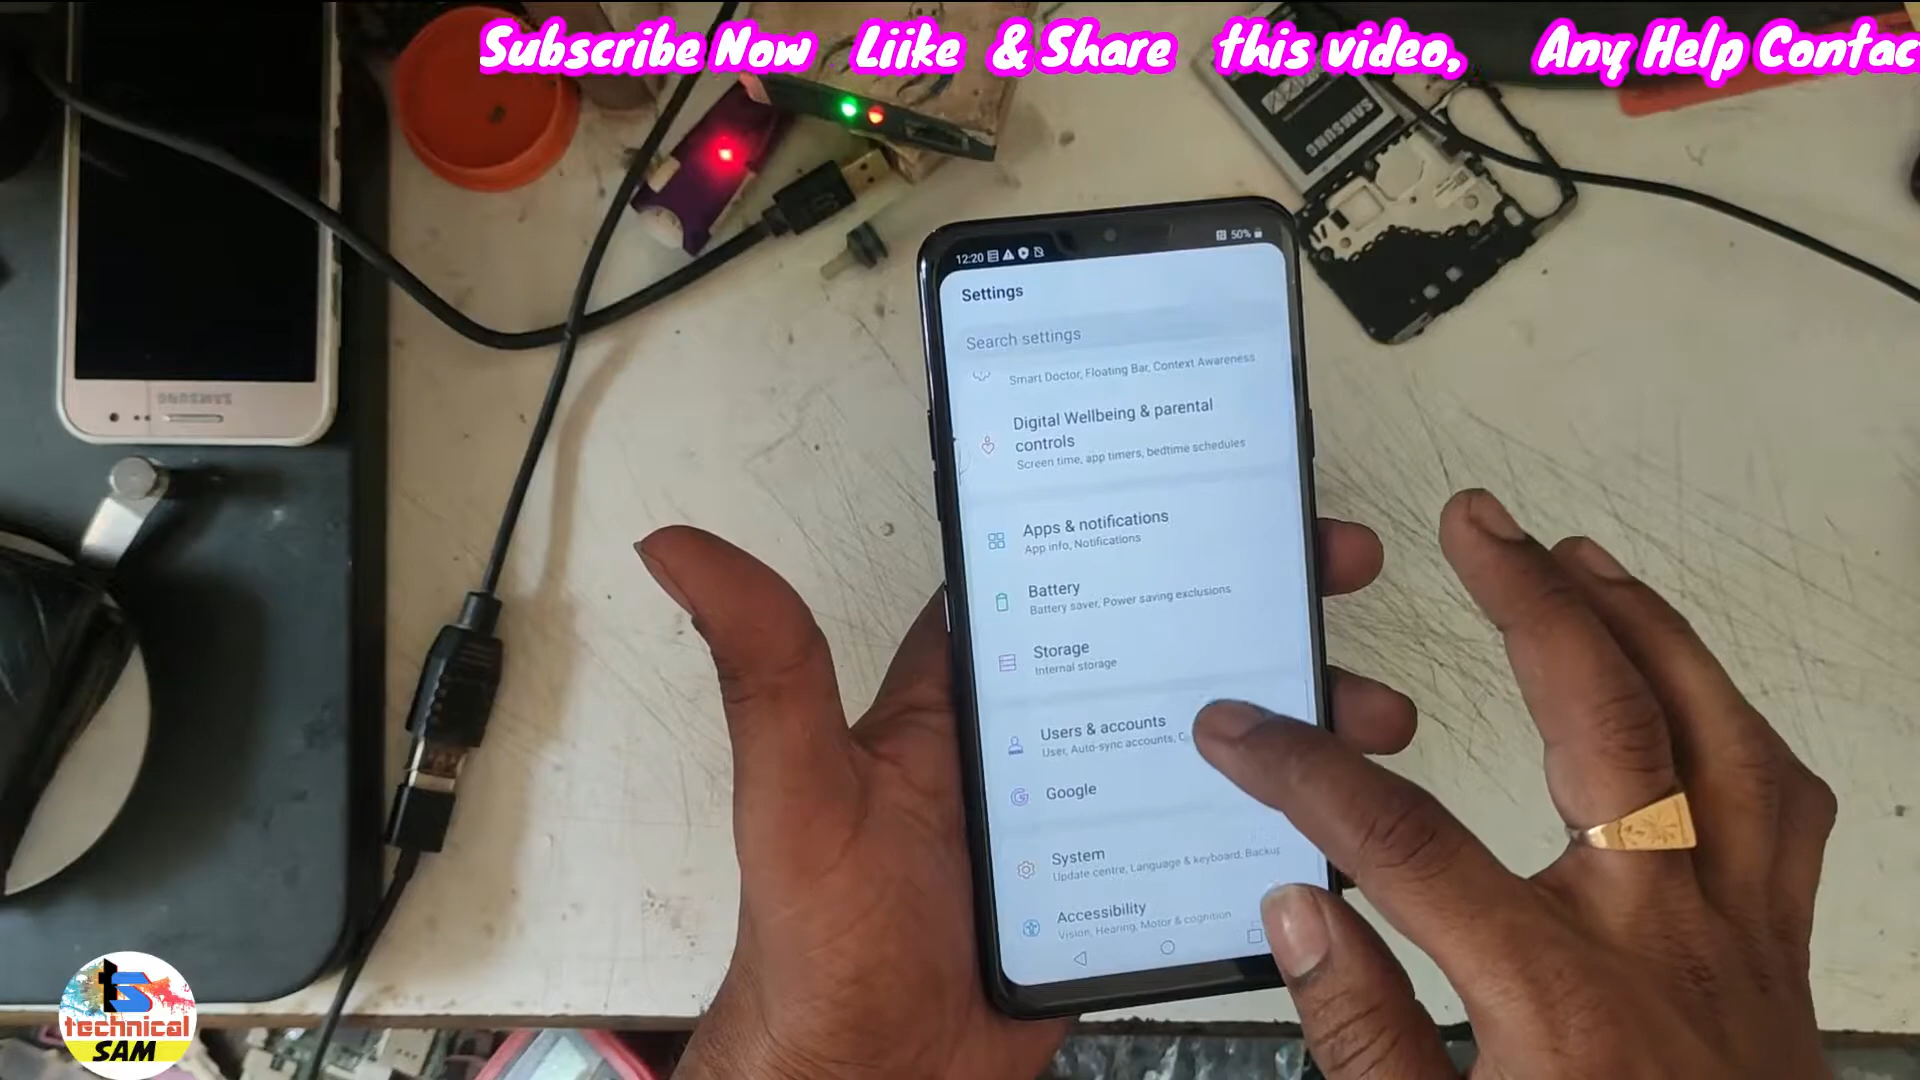 Subscribe Now Liike & Share this video, Any Help Contac
SAMSUNG
12:20
50%
Settings
Search settings
Smart Doctor, Floating Bar, Context Awareness
Digital Wellbeing & parental
controls
Screen time, app timers, bedtime schedules
Apps & notifications
App info, Notifications
Battery
Battery saver, Power saving exclusions
Storage
Internal storage
Users & accounts
User, Auto-sync accounts,
Google
System
Update centre, Language & keyboard, Backup
Accessibility
Vision, Hearing, Motor & cognition
SAMSUNG
ts
technical
SAM